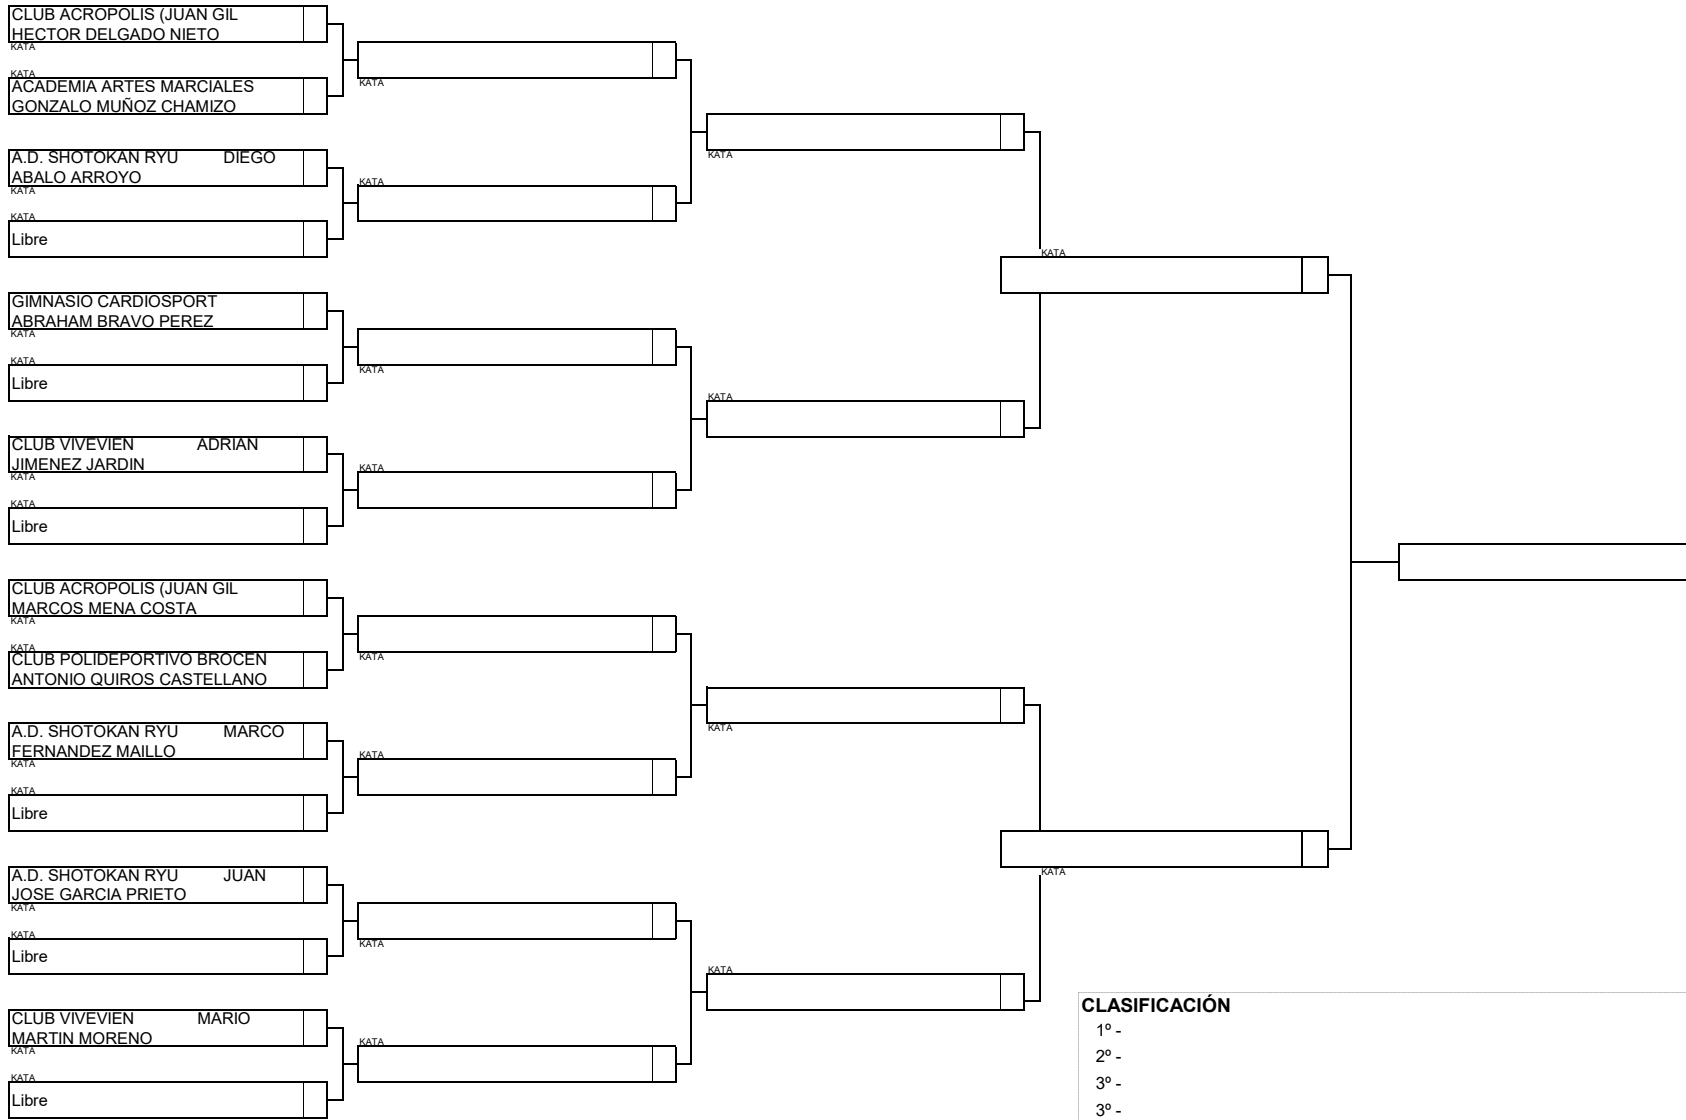 CLUB ACROPOLIS (JUAN GIL
HECTOR DELGADO NIETO
KATA
KATA
ACADEMIA ARTES MARCIALES
GONZALO MUÑOZ CHAMIZO
A.D. SHOTOKAN RYU DIEGO
ABALO ARROYO
KATA
KATA
Libre
GIMNASIO CARDIOSPORT
ABRAHAM BRAVO PEREZ
KATA
KATA
Libre
CLUB VIVEVIEN ADRIAN
JIMENEZ JARDIN
KATA
KATA
Libre
CLUB ACROPOLIS (JUAN GIL
MARCOS MENA COSTA
KATA
KATA
CLUB POLIDEPORTIVO BROCEN
ANTONIO QUIROS CASTELLANO
A.D. SHOTOKAN RYU MARCO
FERNANDEZ MAILLO
KATA
KATA
Libre
A.D. SHOTOKAN RYU JUAN
JOSE GARCIA PRIETO
KATA
KATA
Libre
CLUB VIVEVIEN MARIO
MARTIN MORENO
KATA
KATA
Libre
KATA
KATA
KATA
KATA
KATA
KATA
KATA
KATA
KATA
KATA
KATA
KATA
KATA
KATA
CLASIFICACIÓN
1º -
2º -
3º -
3º -